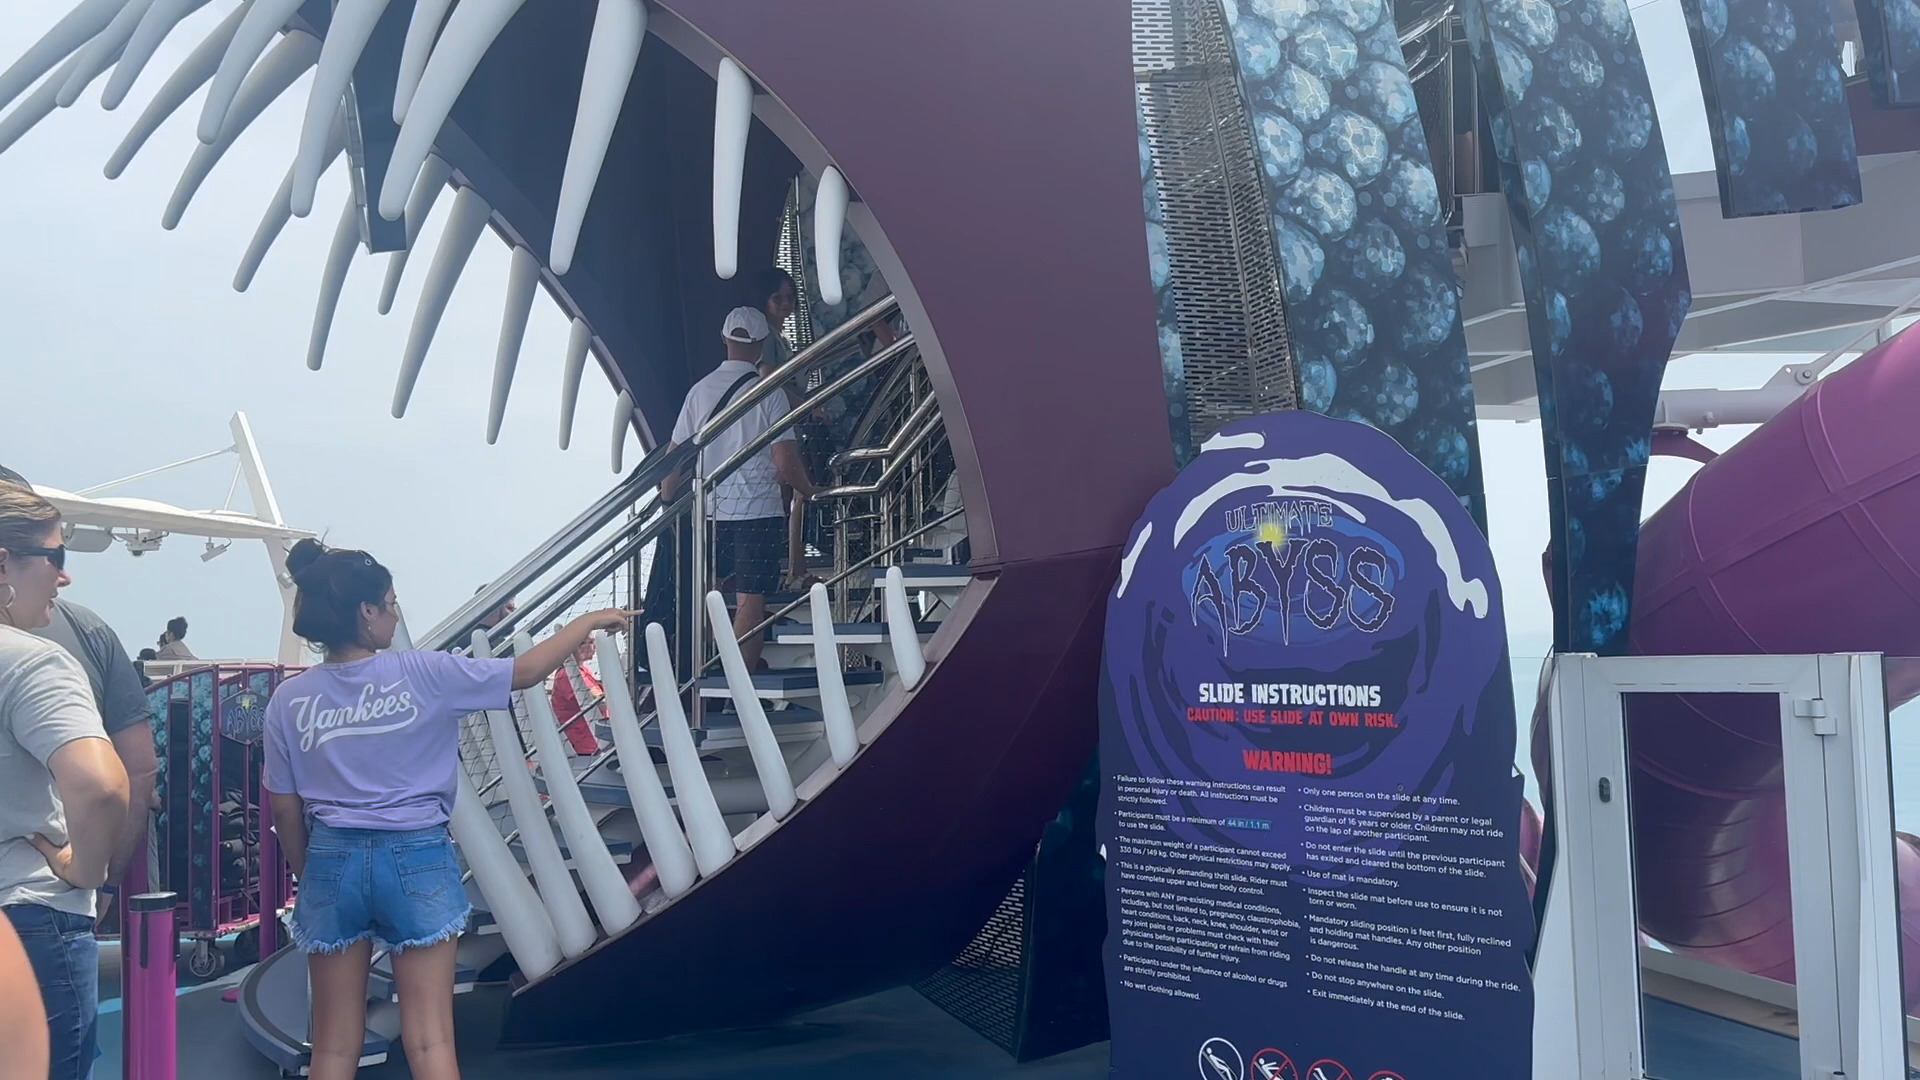 Yankees
ABYSS
ULTIMATE
ABYSS
SLIDE INSTRUCTIONS
CAUTION: USE SLIDE AT OWN RISK.
WARNING!
• Failure to follow these warning instructions can result
in personal injury or death. All instructions must be
strictly followed.
• Participants must be a minimum of 44 in / 1.1 m
to use the slide.
• The maximum weight of a participant cannot exceed
330 lbs / 149 kg. Other physical restrictions may apply.
• This is a physically demanding thrill slide. Rider must
have complete upper and lower body control.
• Persons with ANY pre-existing medical conditions,
including, but not limited to, pregnancy, claustrophobia,
heart conditions, back, neck, knee, shoulder, wrist or
any joint pains or problems must check with their
physicians before participating or refrain from riding
due to the possibility of further injury.
• Participants under the influence of alcohol or drugs
are strictly prohibited.
• No wet clothing allowed.
• Only one person on the slide at any time.
• Children must be supervised by a parent or legal
guardian of 16 years or older. Children may not ride
on the lap of another participant.
• Do not enter the slide until the previous participant
has exited and cleared the bottom of the slide.
• Use of mat is mandatory.
• Inspect the slide mat before use to ensure it is not
torn or worn.
• Mandatory sliding position is feet first, fully reclined
and holding mat handles. Any other position
is dangerous.
• Do not release the handle at any time during the ride.
• Do not stop anywhere on the slide.
• Exit immediately at the end of the slide.